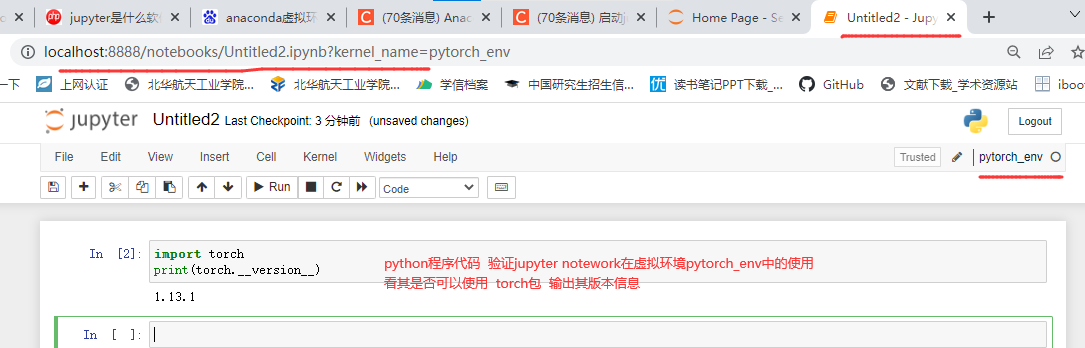 jupyter是什么软
anaconda虚拟环
(70条消息) Anac
(70条消息) 启动j
Home Page - Se
Untitled2 - Jupy
localhost:8888/notebooks/Untitled2.ipynb?kernel_name=pytorch_env
一下 上网认证 北华航天工业学院... 北华航天工业学院... 学信档案 中国研究生招生信... 读书笔记PPT下载_... GitHub 文献下载_学术资源站 iboo
jupyter Untitled2 Last Checkpoint: 3 分钟前 (unsaved changes) Logout
File Edit View Insert Cell Kernel Widgets Help Trusted pytorch_env
Run Code
In [2]: import torch
print(torch.__version__)
python程序代码 验证jupyter notework在虚拟环境pytorch_env中的使用
看其是否可以使用 torch包 输出其版本信息
1.13.1
In [ ]: